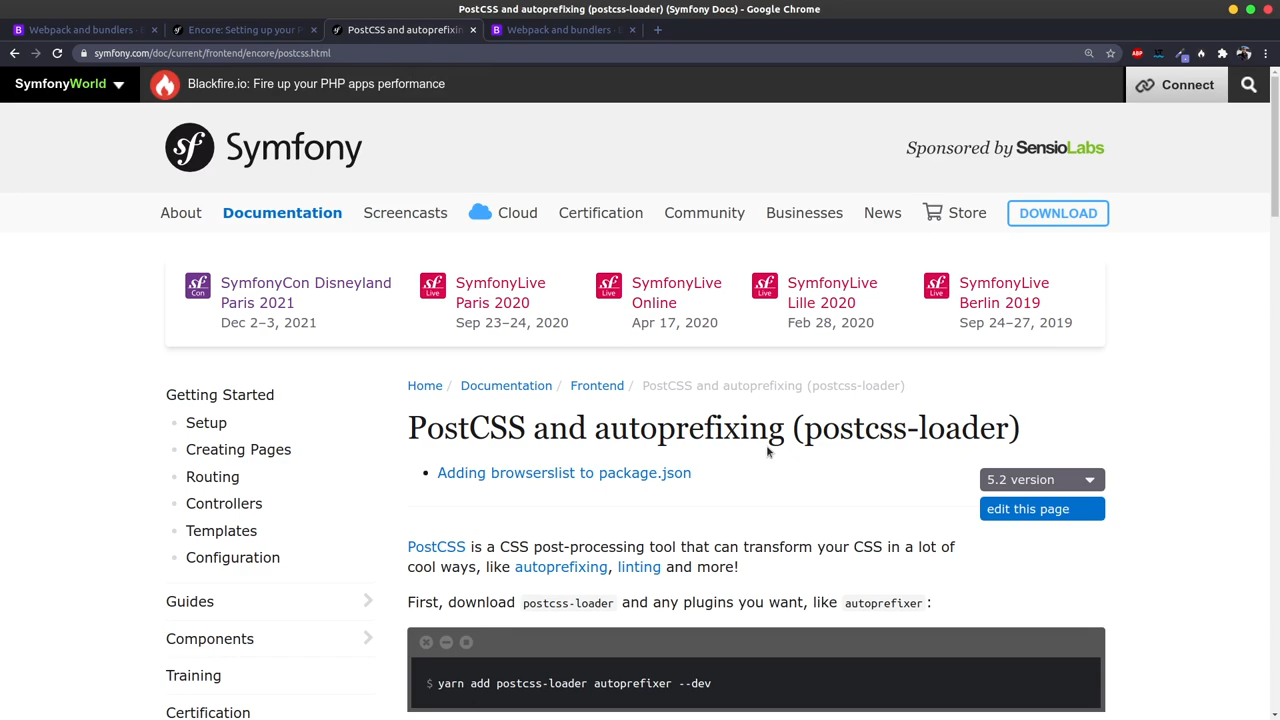 PostCSS and autoprefixing (postcss-loader) (Symfony Docs) - Google Chrome
Webpack and bundlers ·
Encore: Setting up your P
PostCSS and autoprefixin
Webpack and bundlers ·
symfony.com/doc/current/frontend/encore/postcss.html
SymfonyWorld
Blackfire.io: Fire up your PHP apps performance
Connect
sf Symfony
Sponsored by SensioLabs
About Documentation Screencasts Cloud Certification Community Businesses News Store DOWNLOAD
SymfonyCon Disneyland
Paris 2021
Dec 2–3, 2021
SymfonyLive
Paris 2020
Sep 23–24, 2020
SymfonyLive
Online
Apr 17, 2020
SymfonyLive
Lille 2020
Feb 28, 2020
SymfonyLive
Berlin 2019
Sep 24–27, 2019
Getting Started
Setup
Creating Pages
Routing
Controllers
Templates
Configuration
Guides
Components
Training
Certification
Home / Documentation / Frontend / PostCSS and autoprefixing (postcss-loader)
PostCSS and autoprefixing (postcss-loader)
Adding browserslist to package.json
5.2 version
edit this page
PostCSS is a CSS post-processing tool that can transform your CSS in a lot of
cool ways, like autoprefixing, linting and more!
First, download postcss-loader and any plugins you want, like autoprefixer :
$ yarn add postcss-loader autoprefixer --dev